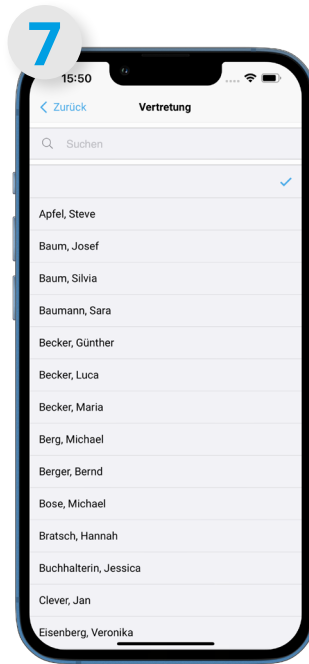 7
15:50
Zurück
Vertretung
Suchen
Apfel, Steve
Baum, Josef
Baum, Silvia
Baumann, Sara
Becker, Günther
Becker, Luca
Becker, Maria
Berg, Michael
Berger, Bernd
Bose, Michael
Bratsch, Hannah
Buchhalterin, Jessica
Clever, Jan
Eisenberg, Veronika